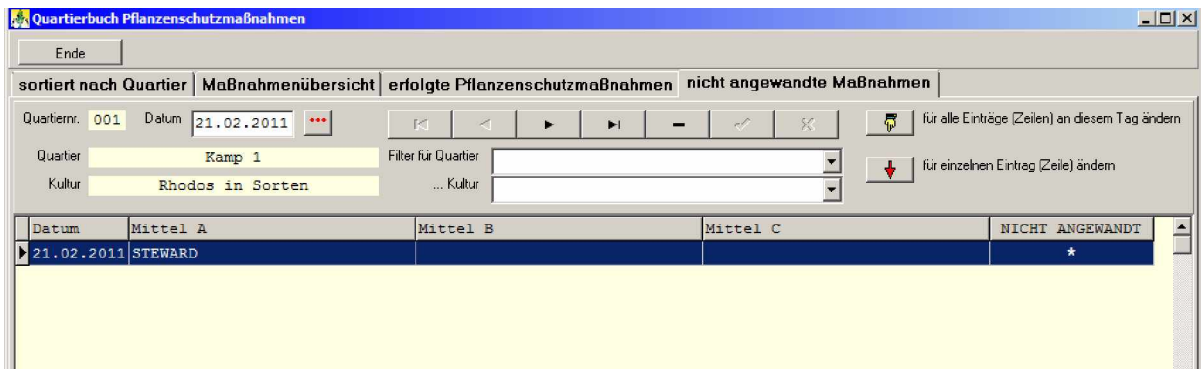 Quartierbuch Pflanzenschutzmaßnahmen
Ende
sortiert nach Quartier Maßnahmenübersicht erfolgte Pflanzenschutzmaßnahmen nicht angewandte Maßnahmen
Quartiernr. 001 Datum 21.02.2011 für alle Einträge (Zeilen) an diesem Tag ändern
Quartier Kamp 1 Filter für Quartier für einzelnen Eintrag (Zeile) ändern
Kultur Rhodos in Sorten ... Kultur
Datum Mittel A Mittel B Mittel C NICHT ANGEWANDT
21.02.2011 STEWARD *